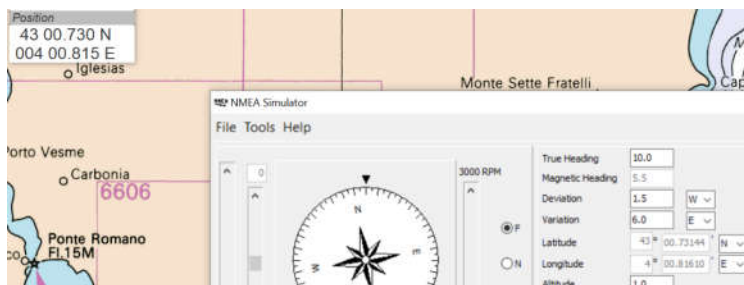 Position
43 00.730 N
004 00.815 E
Iglesias
Monte Sette Fratelli
Cap
NMEA Simulator
File Tools Help
Porto Vesme
Carbonia
6606
Ponte Romano
Fl.15M
co
0
N
E
3000 RPM
F
N
True Heading 10.0
Magnetic Heading 5.5
Deviation 1.5 W
Variation 6.0 E
Latitude 43 ° 00.73144 ' N
Longitude 4 ° 00.81610 ' E
Altitude 1.0